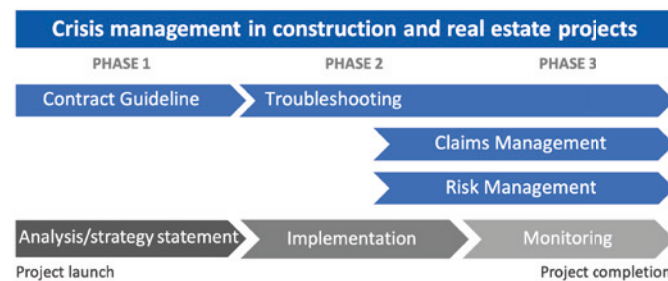 Crisis management in construction and real estate projects
PHASE 1 PHASE 2 PHASE 3
Contract Guideline Troubleshooting
Claims Management
Risk Management
Analysis/strategy statement Implementation Monitoring
Project launch Project completion